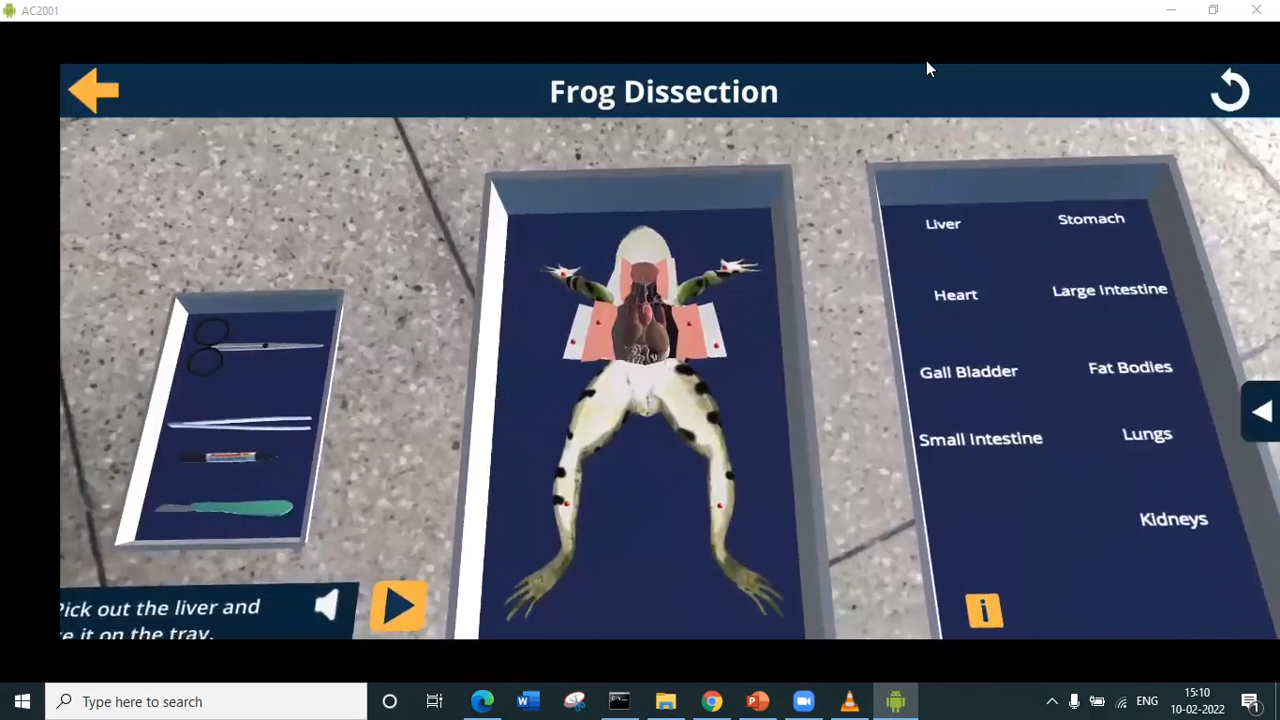 AC2001
Frog Dissection
Liver
Stomach
Heart
Large Intestine
Gall Bladder
Fat Bodies
Small Intestine
Lungs
Kidneys
i
Pick out the liver and
e it on the tray.
Type here to search
ENG
15:10
10-02-2022
1